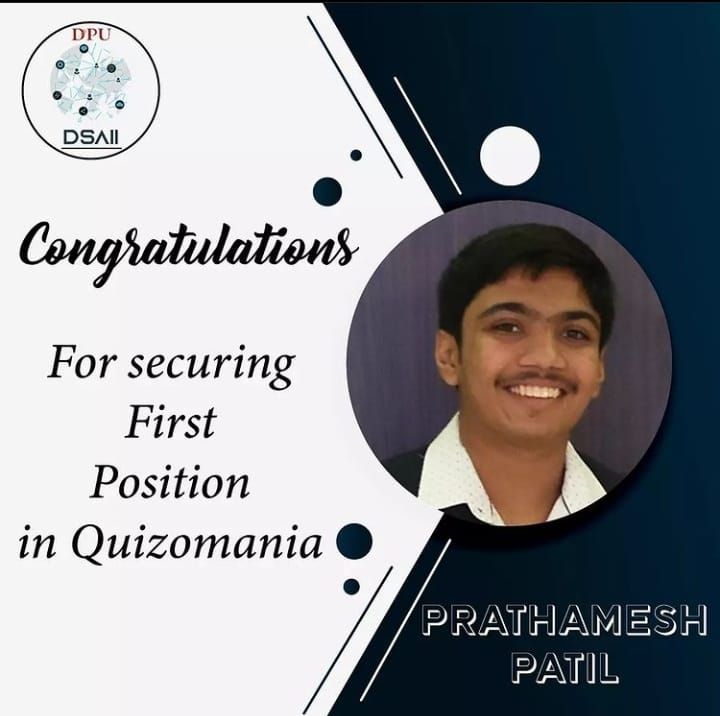 DPU
DSAII
Congratulations
For securing
First
Position
in Quizomania
PRATHAMESH
PATIL